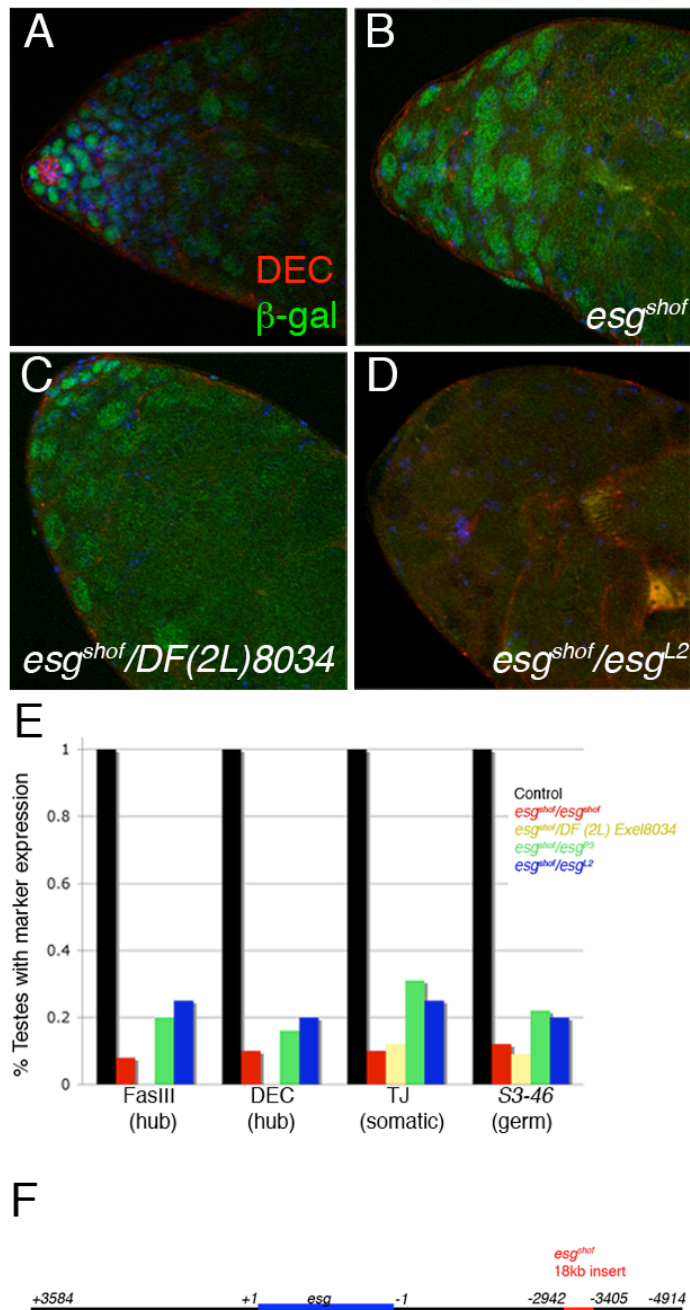 A
B
DEC
β-gal
esg^shof
C
D
esg^shof/DF(2L)8034
esg^shof/esg^L2
E
% Testes with marker expression
1
0.8
0.6
0.4
0.2
0
Control
esg^shof/esg^shof
esg^shof/DF (2L) Exel8034
esg^shof/esg^P3
esg^shof/esg^L2
FasIII
(hub)
DEC
(hub)
TJ
(somatic)
S3-46
(germ)
F
esg^shof
18kb insert
+3584 +1 esg -1 -2942 -3405 -4914